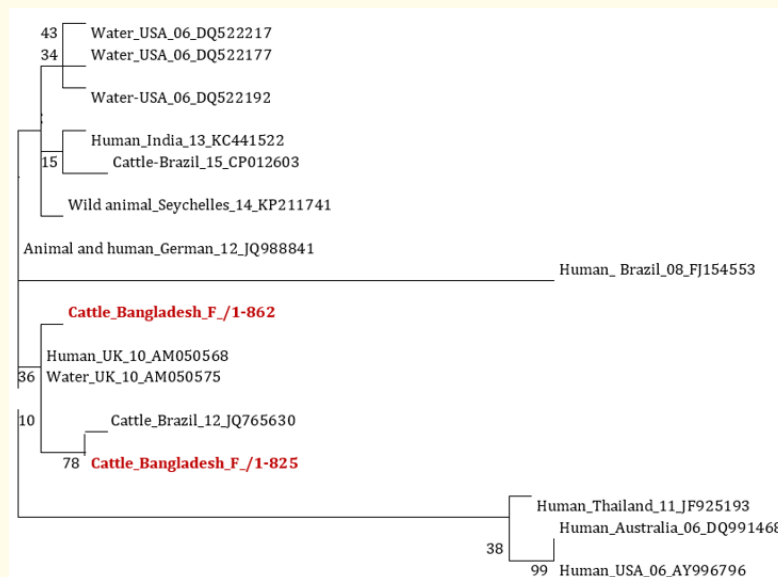 43 Water_USA_06_DQ522217
34 Water_USA_06_DQ522177
Water-USA_06_DQ522192
Human_India_13_KC441522
15 Cattle-Brazil_15_CP012603
Wild animal_Seychelles_14_KP211741
Animal and human_German_12_JQ988841
Human_ Brazil_08_FJ154553
Cattle_Bangladesh_F_/1-862
Human_UK_10_AM050568
36 Water_UK_10_AM050575
10 Cattle_Brazil_12_JQ765630
78 Cattle_Bangladesh_F_/1-825
Human_Thailand_11_JF925193
Human_Australia_06_DQ991468
38
99 Human_USA_06_AY996796